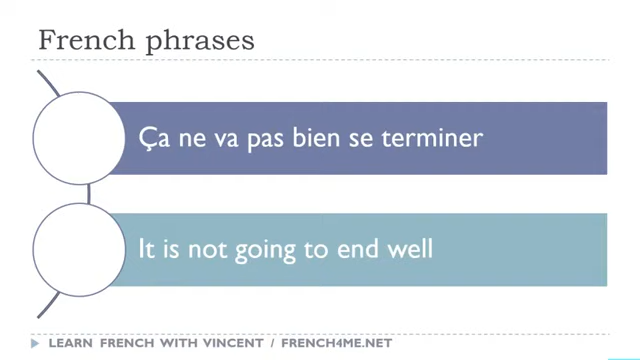 French phrases
Ça ne va pas bien se terminer
It is not going to end well
LEARN FRENCH WITH VINCENT / FRENCH4ME.NET